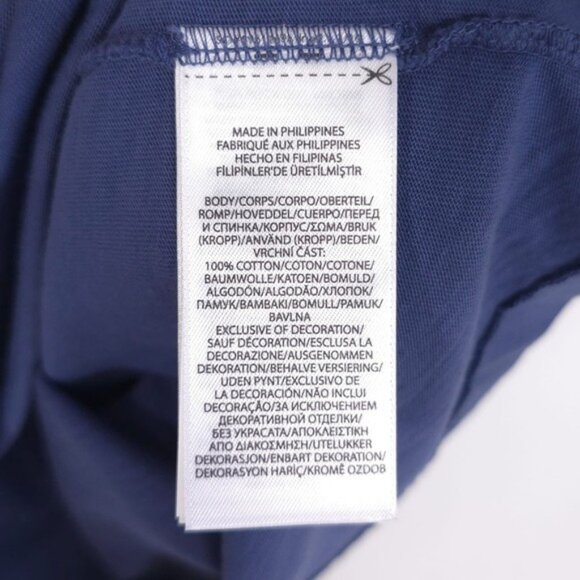 MADE IN PHILIPPINES
FABRIQUÉ AUX PHILIPPINES
HECHO EN FILIPINAS
FİLİPİNLER'DE ÜRETİLMİŞTİR
BODY/CORPS/CORPO/OBERTEIL/
ROMP/HOVEDDEL/CUERPO/ПЕРЕД
И СПИНКА/КОРПУС/ΣΩΜΑ/BRUK
(KROPP)/ANVÄND (KROPP)/BEDEN/
VRCHNÍ ČÁST:
100% COTTON/COTON/COTONE/
BAUMWOLLE/KATOEN/BOMULD/
ALGODÓN/ALGODÃO/ХЛОПОК/
ПАМУК/ΒΑΜΒΑΚΙ/BOMULL/PAMUK/
BAVLNA
EXCLUSIVE OF DECORATION/
SAUF DÉCORATION/ESCLUSA LA
DECORAZIONE/AUSGENOMMEN
DEKORATION/BEHALVE VERSIERING/
UDEN PYNT/EXCLUSIVO DE
LA DECORACIÓN/NÃO INCLUI
DECORAÇÃO/ЗА ИСКЛЮЧЕНИЕМ
ДЕКОРАТИВНОЙ ОТДЕЛКИ/
БЕЗ УКРАСАТА/ΑΠΟΚΛΕΙΣΤΙΚΗ
ΑΠΟ ΔΙΑΚΟΣΜΗΣΗ/UTELUKKER
DEKORASJON/ENBART DEKORATION/
DEKORASYON HARİÇ/KROMĚ OZDOB